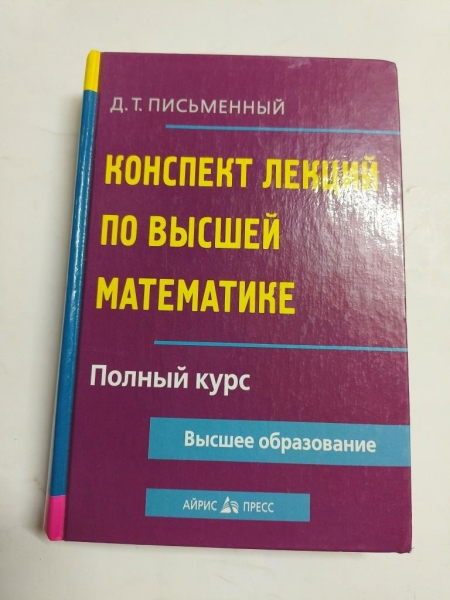 Д. Т. ПИСЬМЕННЫЙ
КОНСПЕКТ ЛЕКЦИЙ
ПО ВЫСШЕЙ
МАТЕМАТИКЕ
Полный курс
Высшее образование
АЙРИС ПРЕСС